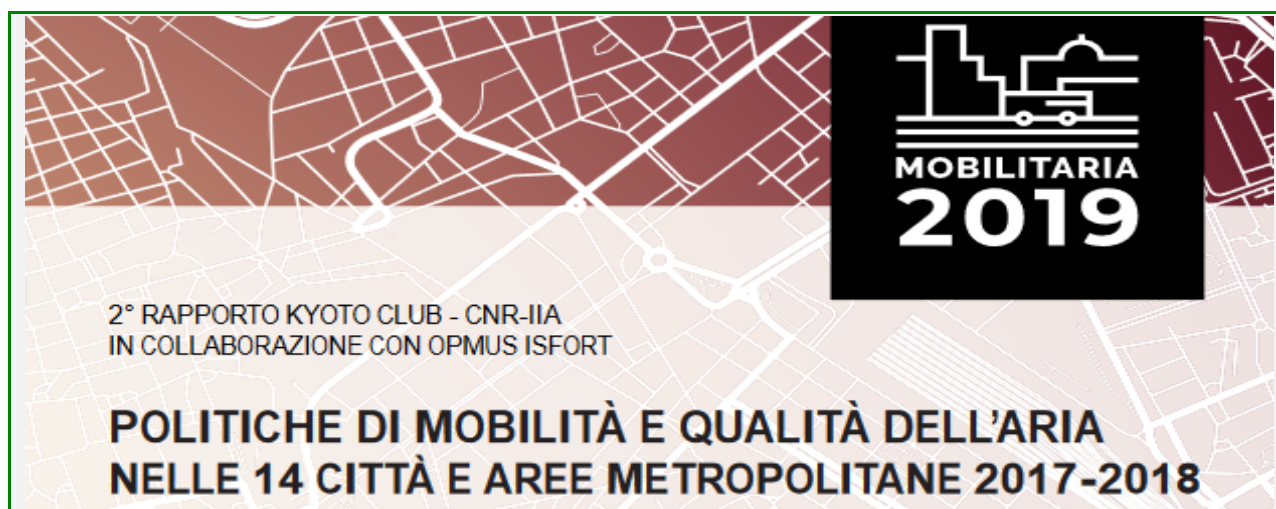 MOBILITARIA
2019
2° RAPPORTO KYOTO CLUB - CNR-IIA
IN COLLABORAZIONE CON OPMUS ISFORT
POLITICHE DI MOBILITÀ E QUALITÀ DELL’ARIA
NELLE 14 CITTÀ E AREE METROPOLITANE 2017-2018